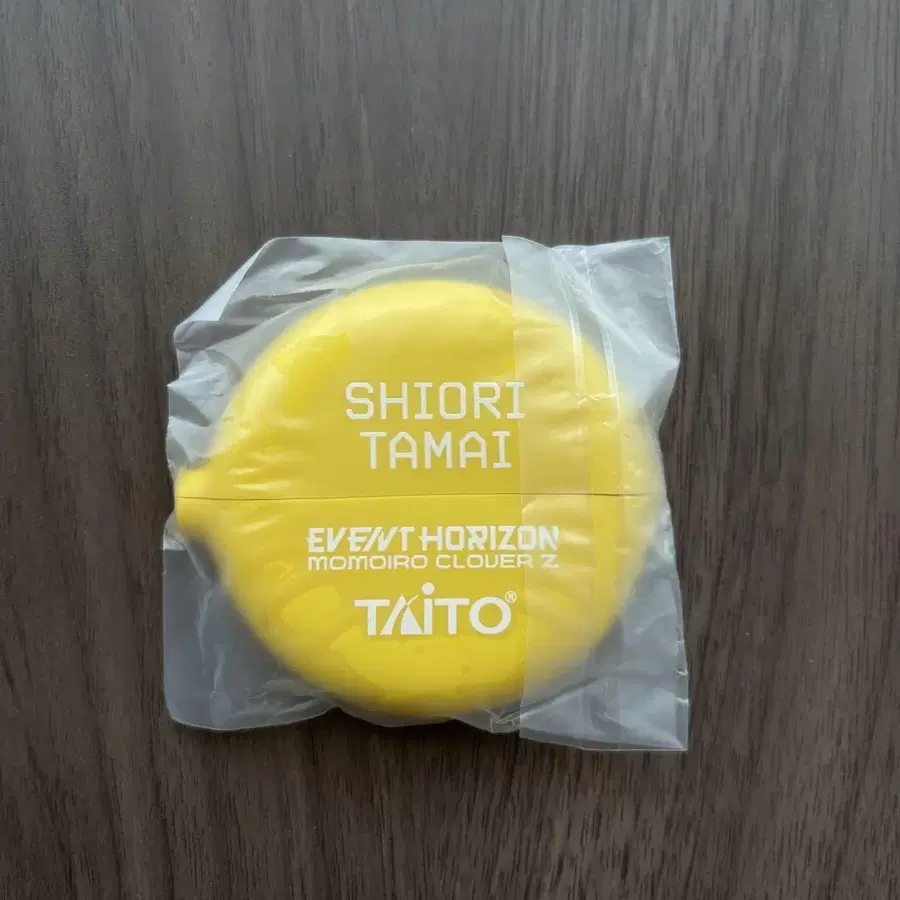 SHIORI
TAMAI
EVENT HORIZON
MOMOIRO CLOVER Z
TAITO®